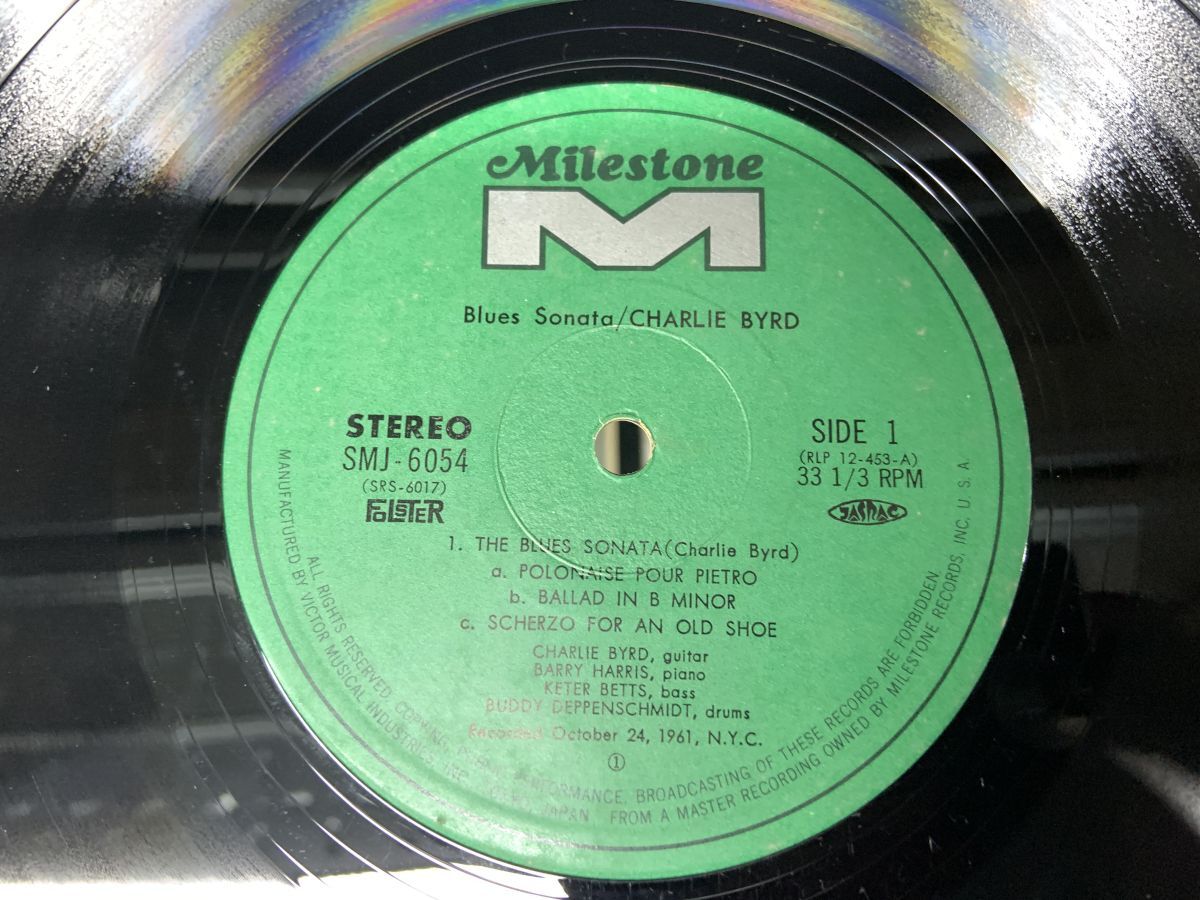 Milestone
M
Blues Sonata/CHARLIE BYRD
STEREO
SMJ-6054
(SRS-6017)
FOLSTER
SIDE 1
(RLP 12-453-A)
33 1/3 RPM
JASRAC
1. THE BLUES SONATA(Charlie Byrd)
a. POLONAISE POUR PIETRO
b. BALLAD IN B MINOR
c. SCHERZO FOR AN OLD SHOE
CHARLIE BYRD, guitar
BARRY HARRIS, piano
KETER BETTS, bass
BUDDY DEPPENSCHMIDT, drums
Recorded October 24, 1961, N.Y.C.
①
ALL RIGHTS RESERVED. PERFORMANCE, BROADCASTING OF THESE RECORDS ARE FORBIDDEN
MANUFACTURED BY VICTOR MUSICAL INDUSTRIES, INC. JAPAN FROM A MASTER RECORDING OWNED BY MILESTONE RECORDS, INC. U.S.A.